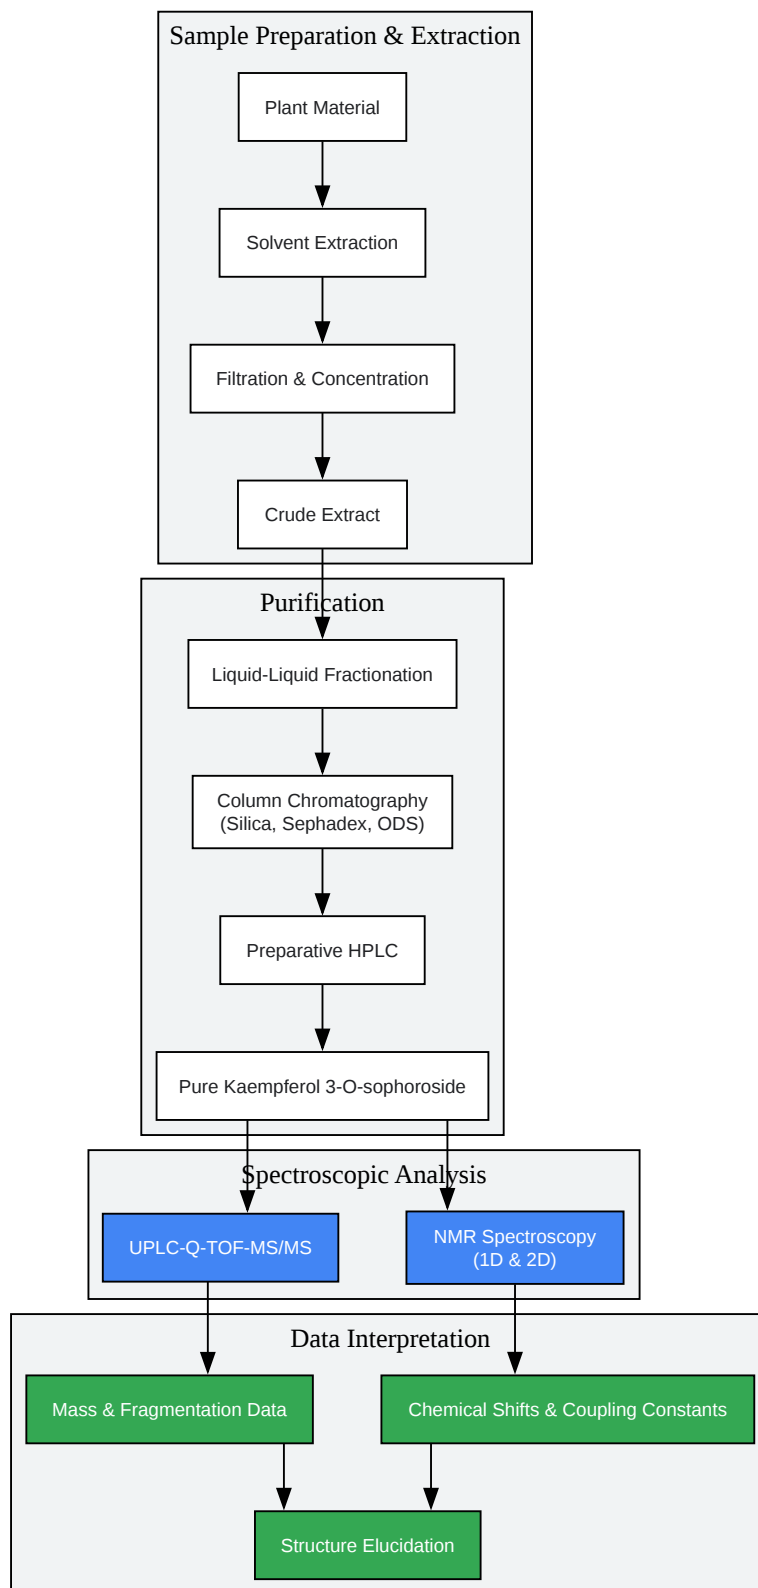 Sample Preparation & Extraction
Plant Material
Solvent Extraction
Filtration & Concentration
Crude Extract
Purification
Liquid-Liquid Fractionation
Column Chromatography
(Silica, Sephadex, ODS)
Preparative HPLC
Pure Kaempferol 3-O-sophoroside
Spectroscopic Analysis
UPLC-Q-TOF-MS/MS
NMR Spectroscopy
(1D & 2D)
Data Interpretation
Mass & Fragmentation Data
Chemical Shifts & Coupling Constants
Structure Elucidation